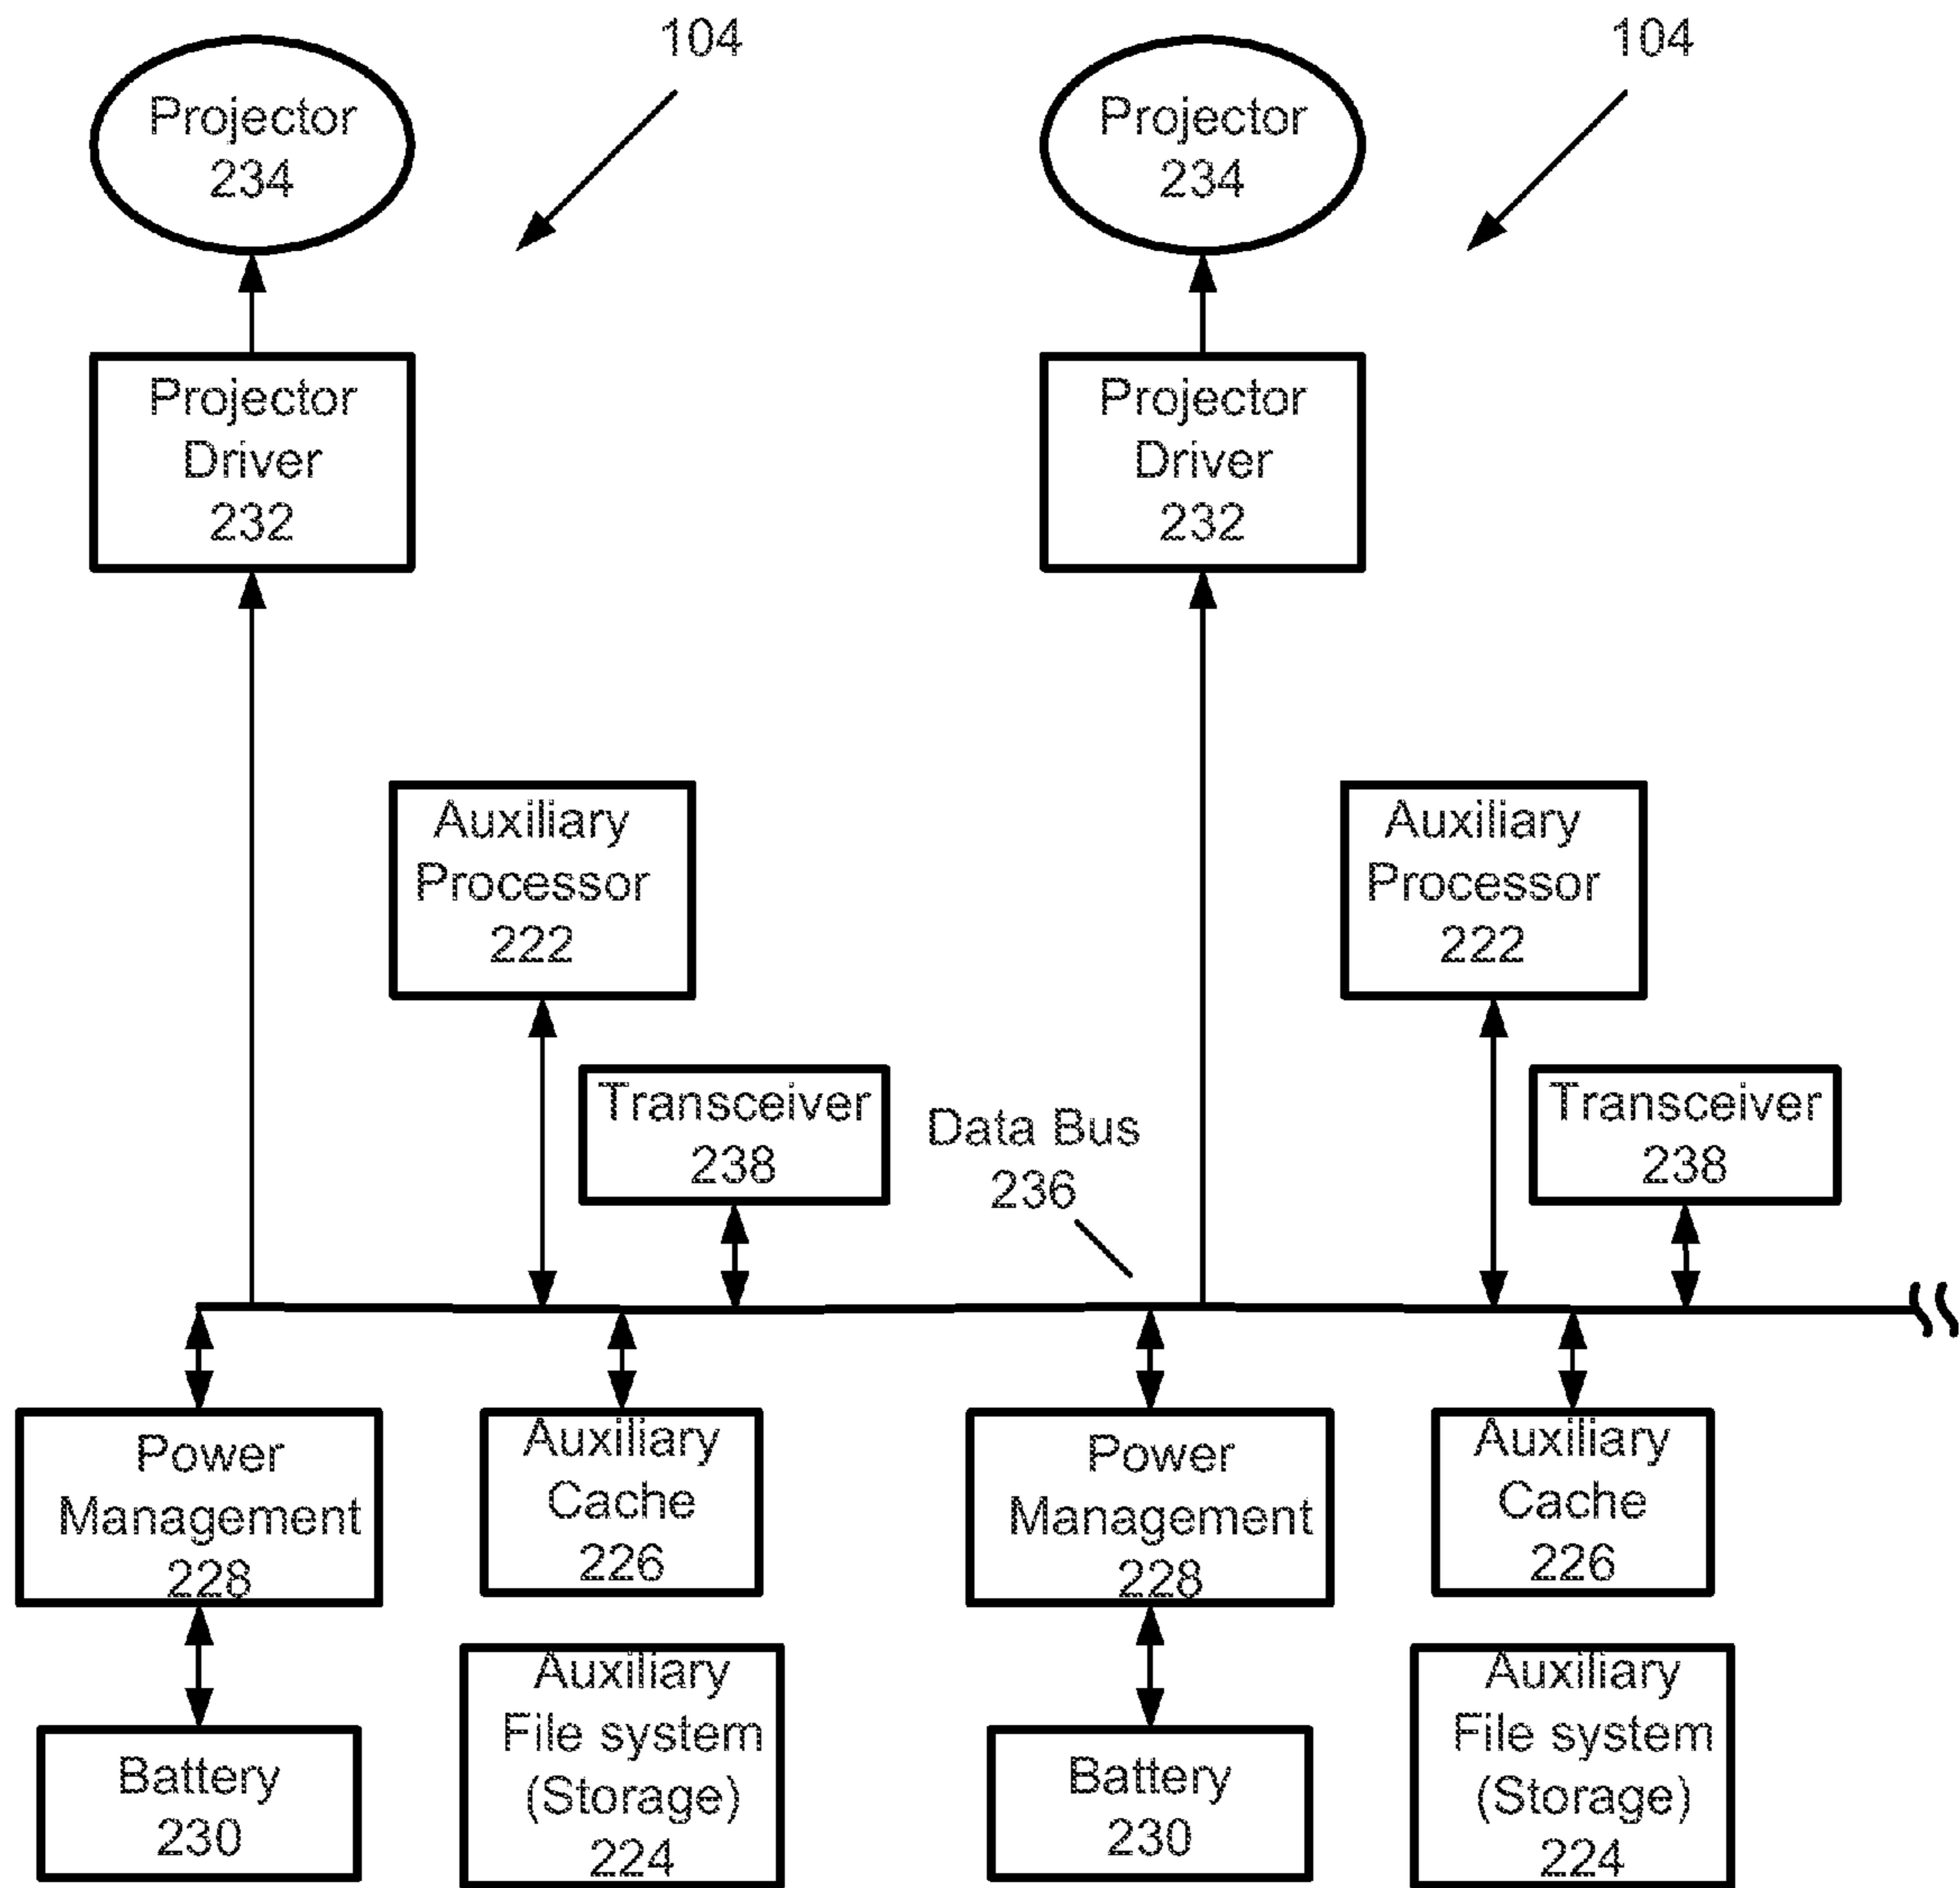 104
104
Projector
234
Projector
234
Projector
Driver
232
Projector
Driver
232
Auxiliary
Processor
222
Auxiliary
Processor
222
Transceiver
238
Data Bus
236
Transceiver
238
Power
Management
228
Auxiliary
Cache
226
Power
Management
228
Auxiliary
Cache
226
Battery
230
Auxiliary
File system
(Storage)
224
Battery
230
Auxiliary
File system
(Storage)
224